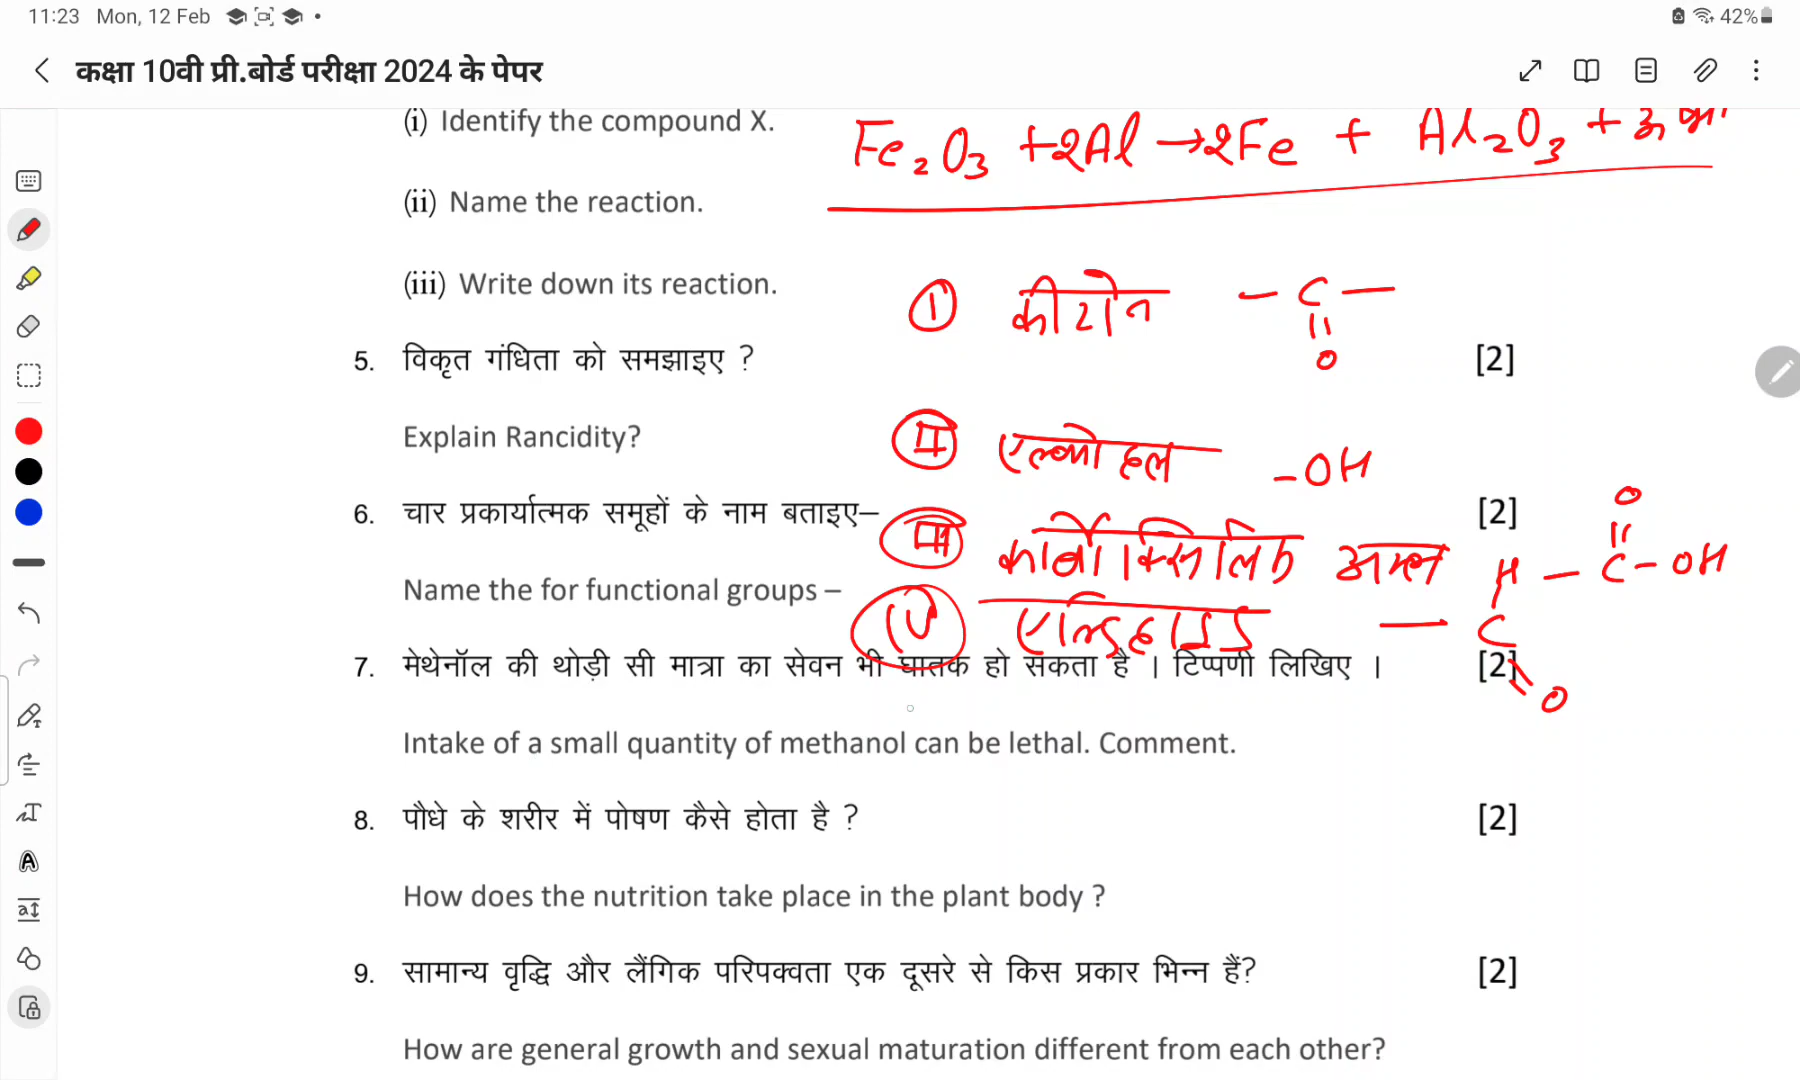 11:23 Mon, 12 Feb 42%
कक्षा 10वी प्री.बोर्ड परीक्षा 2024 के पेपर
(i) Identify the compound X.
Fe₂O₃ +2Al →2Fe + Al₂O₃ +
(ii) Name the reaction.
(iii) Write down its reaction.
① कीटोन – C –
=
O
5. विकृत गंधिता को समझाइए ? [2]
Explain Rancidity?
II एल्कोहल –OH
6. चार प्रकार्यात्मक समूहों के नाम बताइए– [2]
III कार्बोक्सिलिक अम्ल – C – OH
=
O
Name the for functional groups –
IV एल्डिहाइड – C
H
= O
7. मेथेनॉल की थोड़ी सी मात्रा का सेवन भी घातक हो सकता है । टिप्पणी लिखिए । [2]
Intake of a small quantity of methanol can be lethal. Comment.
8. पौधे के शरीर में पोषण कैसे होता है ? [2]
How does the nutrition take place in the plant body ?
9. सामान्य वृद्धि और लैंगिक परिपक्वता एक दूसरे से किस प्रकार भिन्न हैं? [2]
How are general growth and sexual maturation different from each other?